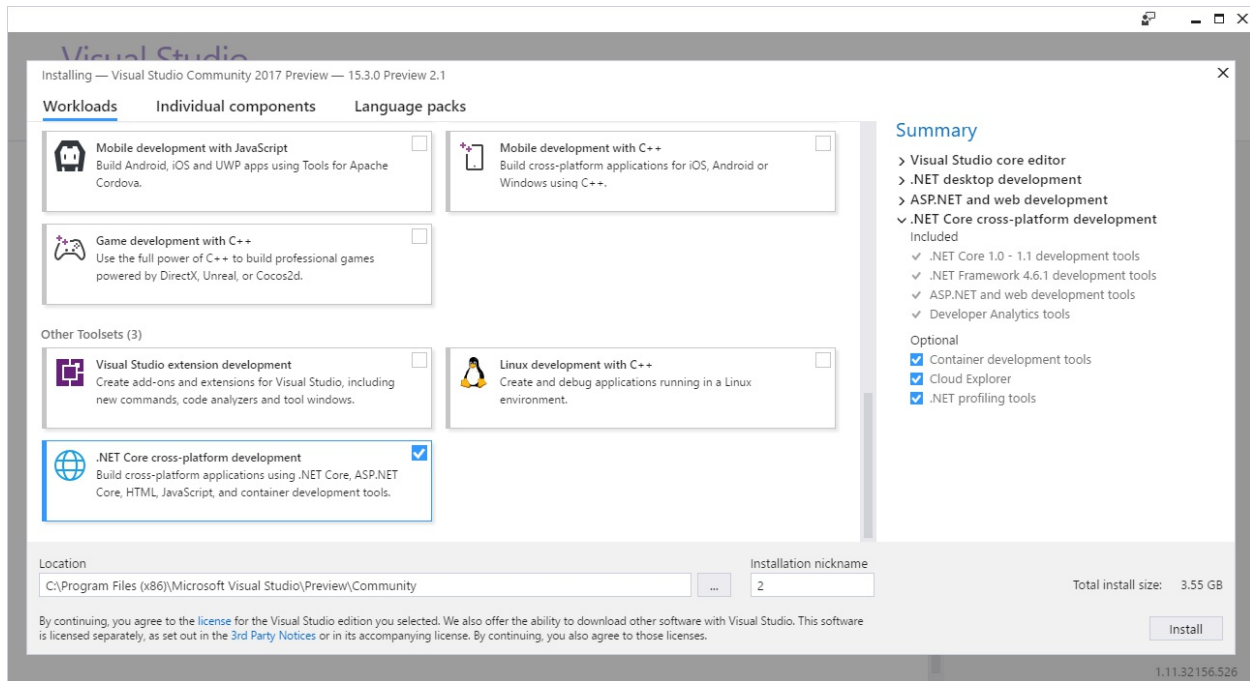 Visual Studio
Installing — Visual Studio Community 2017 Preview — 15.3.0 Preview 2.1
Workloads
Individual components
Language packs
Mobile development with JavaScript
Build Android, iOS and UWP apps using Tools for Apache
Cordova.
Mobile development with C++
Build cross-platform applications for iOS, Android or
Windows using C++.
Game development with C++
Use the full power of C++ to build professional games
powered by DirectX, Unreal, or Cocos2d.
Other Toolsets (3)
Visual Studio extension development
Create add-ons and extensions for Visual Studio, including
new commands, code analyzers and tool windows.
Linux development with C++
Create and debug applications running in a Linux
environment.
.NET Core cross-platform development
Build cross-platform applications using .NET Core, ASP.NET
Core, HTML, JavaScript, and container development tools.
Summary
Visual Studio core editor
.NET desktop development
ASP.NET and web development
.NET Core cross-platform development
Included
.NET Core 1.0 - 1.1 development tools
.NET Framework 4.6.1 development tools
ASP.NET and web development tools
Developer Analytics tools
Optional
Container development tools
Cloud Explorer
.NET profiling tools
Location
C:\Program Files (x86)\Microsoft Visual Studio\Preview\Community
...
Installation nickname
2
Total install size: 3.55 GB
By continuing, you agree to the license for the Visual Studio edition you selected. We also offer the ability to download other software with Visual Studio. This software
is licensed separately, as set out in the 3rd Party Notices or in its accompanying license. By continuing, you also agree to those licenses.
Install
1.11.32156.526